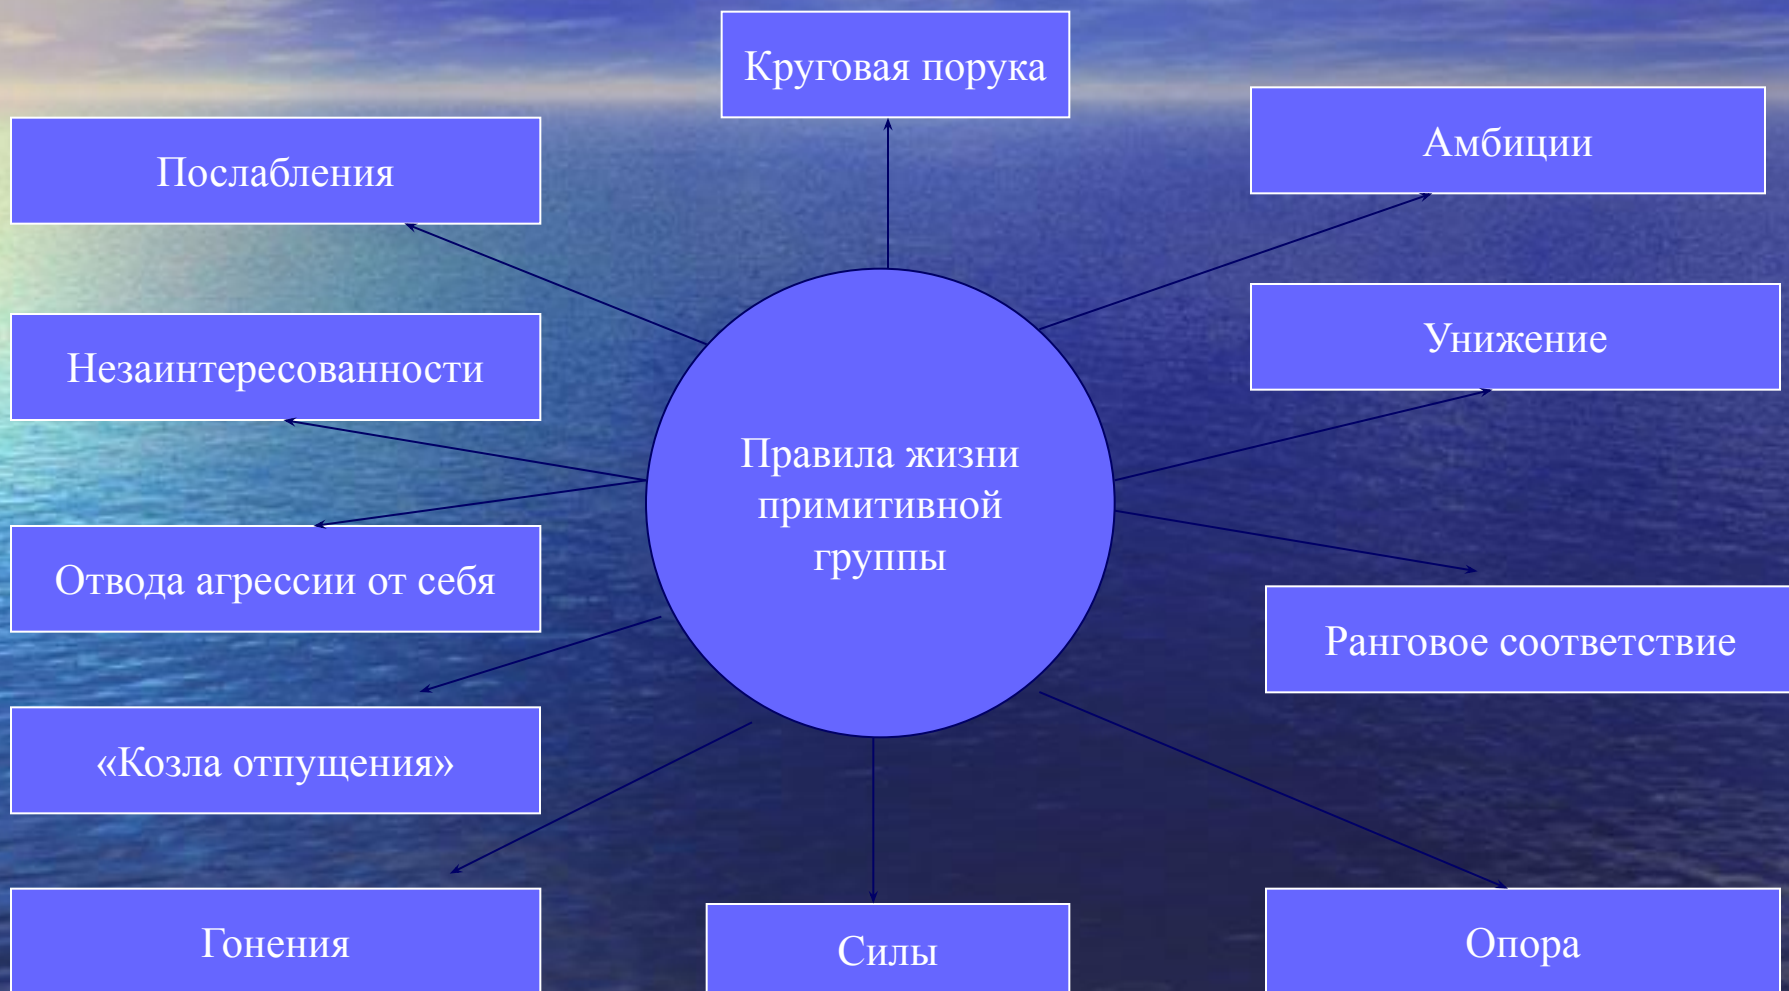 Круговая порука
Амбиции
Послабления
Унижение
Незаинтересованности
Правила жизни
примитивной
группы
Отвода агрессии от себя
Ранговое соответствие
«Козла отпущения»
Гонения
Силы
Опора